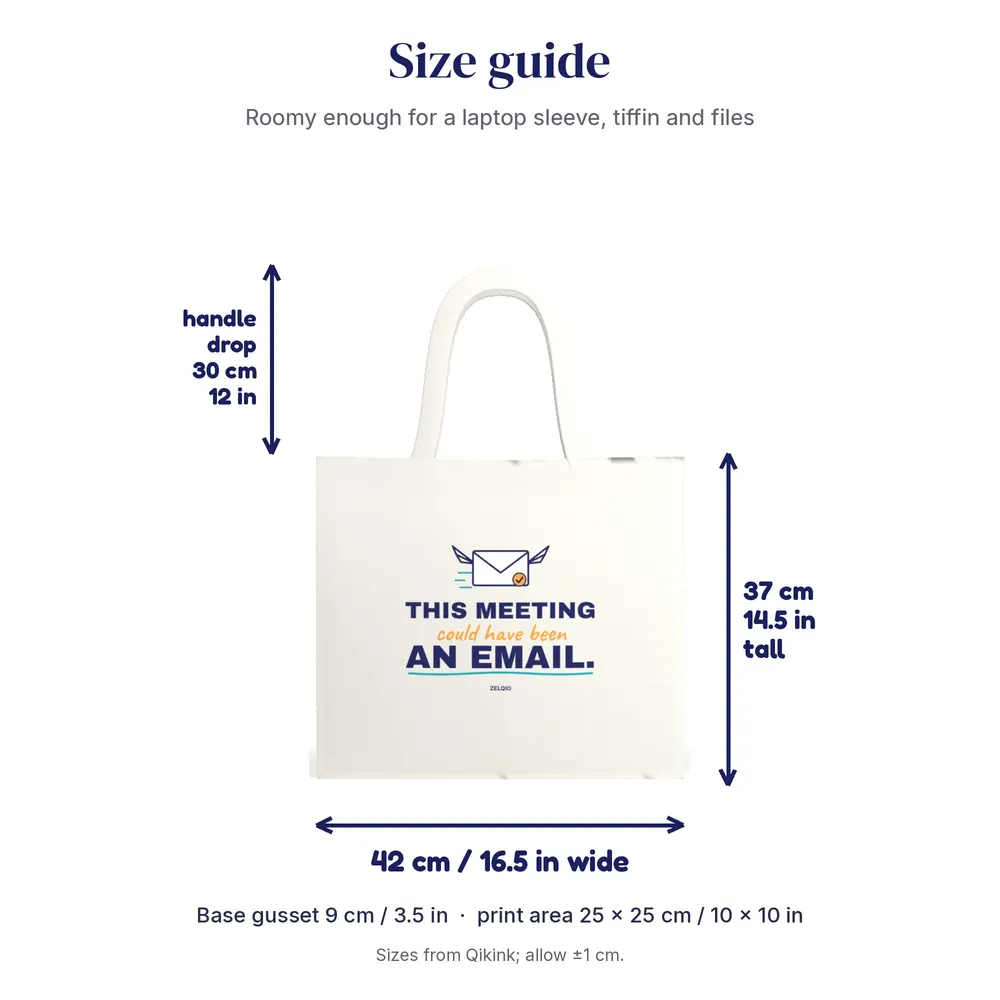 Size guide
Roomy enough for a laptop sleeve, tiffin and files
handle
drop
30 cm
12 in
THIS MEETING
could have been
AN EMAIL.
ZELQIO
37 cm
14.5 in
tall
42 cm / 16.5 in wide
Base gusset 9 cm / 3.5 in · print area 25 × 25 cm / 10 × 10 in
Sizes from Qikink; allow ±1 cm.